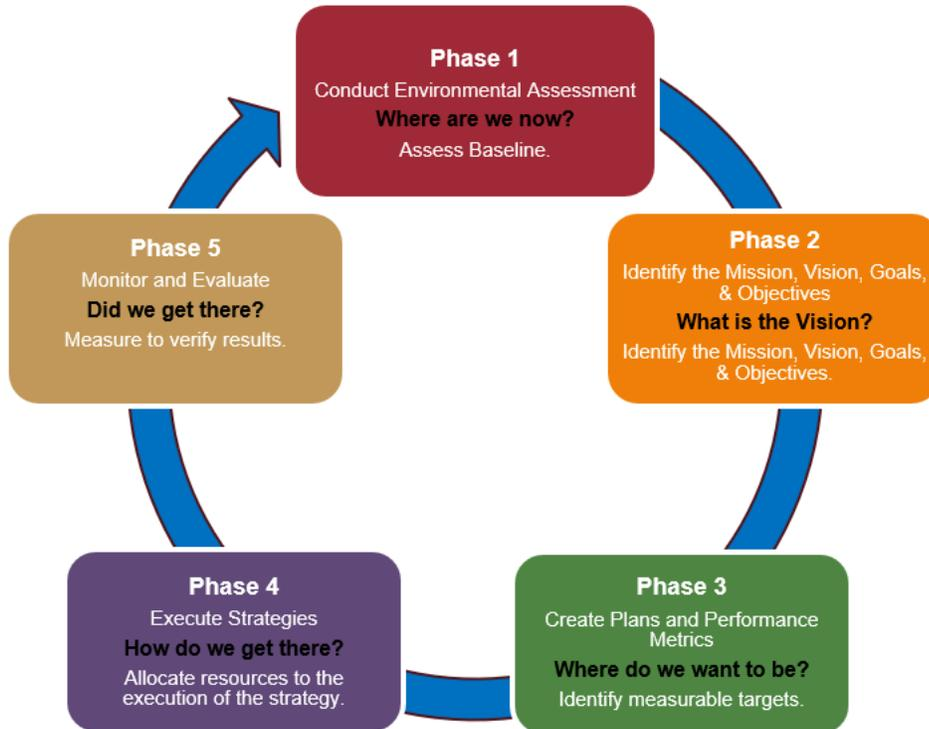 Phase 1
Conduct Environmental Assessment
Where are we now?
Assess Baseline.
Phase 2
Identify the Mission, Vision, Goals,
& Objectives
What is the Vision?
Identify the Mission, Vision, Goals,
& Objectives.
Phase 3
Create Plans and Performance
Metrics
Where do we want to be?
Identify measurable targets.
Phase 4
Execute Strategies
How do we get there?
Allocate resources to the
execution of the strategy.
Phase 5
Monitor and Evaluate
Did we get there?
Measure to verify results.